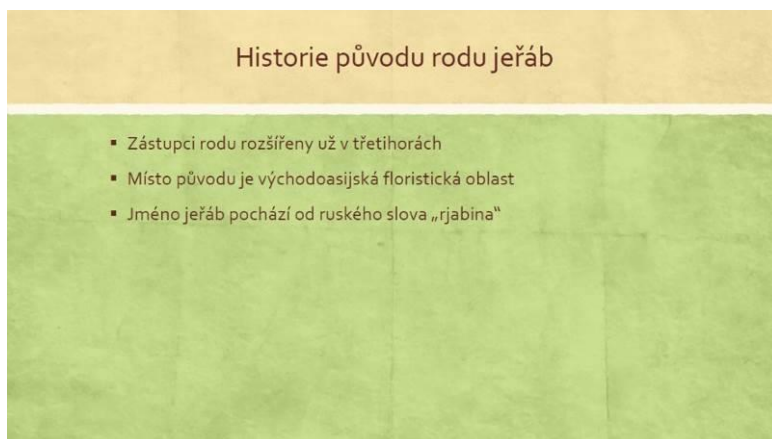 Historie původu rodu jeřáb
▪ Zástupci rodu rozšířeny už v třetihorách
▪ Místo původu je východoasijská floristická oblast
▪ Jméno jeřáb pochází od ruského slova „rjabina“